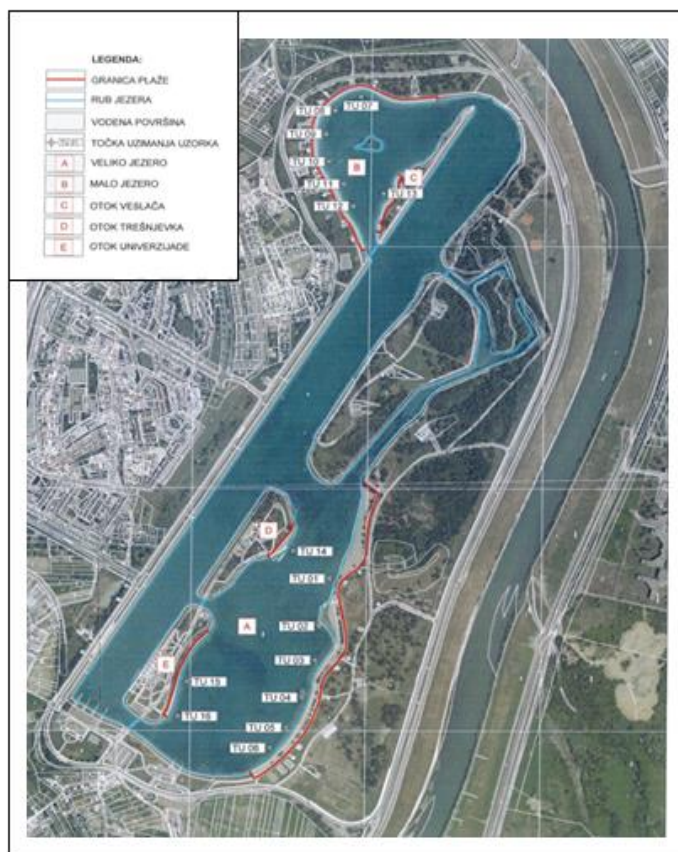 LEGENDA:
GRANICA PLAŽE
RUB JEZERA
VODENA POVRŠINA
TOČKA UZIMANJA UZORKA
A VELIKO JEZERO
B MALO JEZERO
C OTOK VESLAČA
D OTOK TREŠNJEVKA
E OTOK UNIVERZIJADE
TU 07
TU 08
TU 09
TU 10
B
C
TU 11
TU 13
TU 12
D
TU 14
TU 01
A
TU 02
TU 03
E
TU 15
TU 04
TU 16
TU 05
TU 06